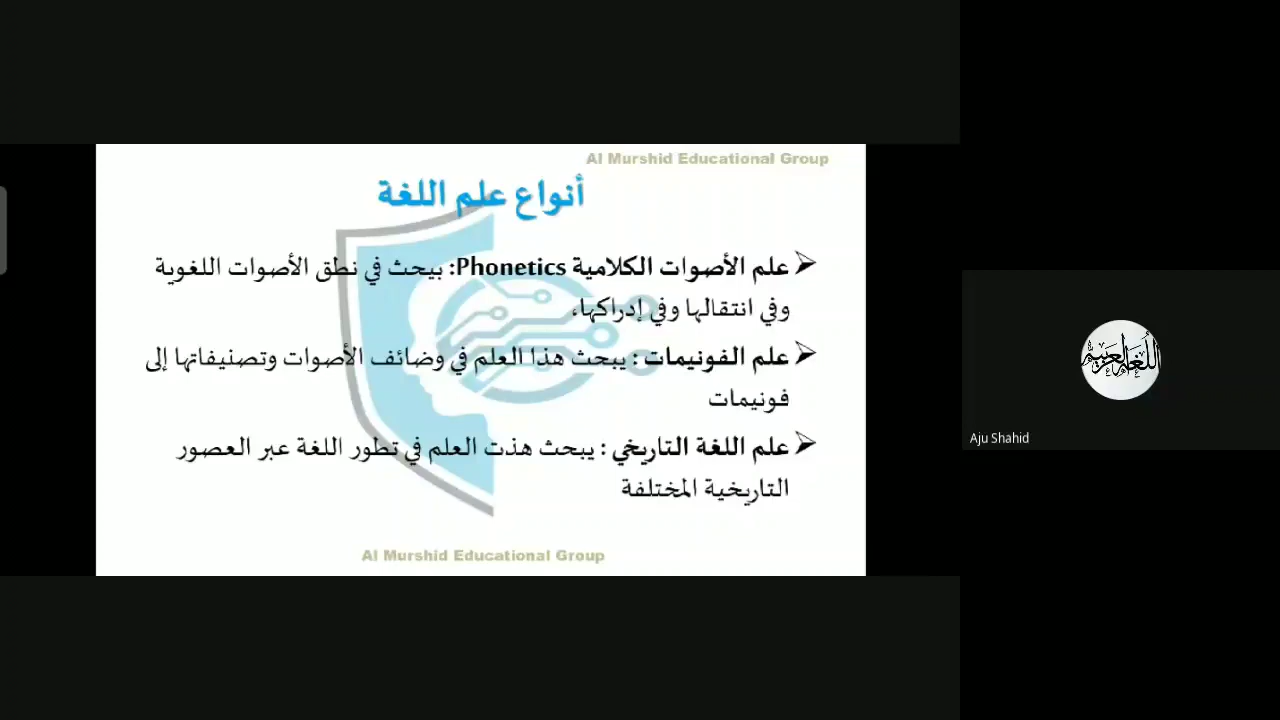 Al Murshid Educational Group
أنواع علم اللغة
علم الأصوات الكلامية Phonetics: يبحث في نطق الأصوات اللغوية
وفي انتقالها وفي إدراكها،
علم الفونيمات : يبحث هذا العلم في وضائف الأصوات وتصنيفاتها إلى
فونيمات
علم اللغة التاريخي : يبحث هذت العلم في تطور اللغة عبر العصور
التاريخية المختلفة
Al Murshid Educational Group
اللغة العربية
Aju Shahid